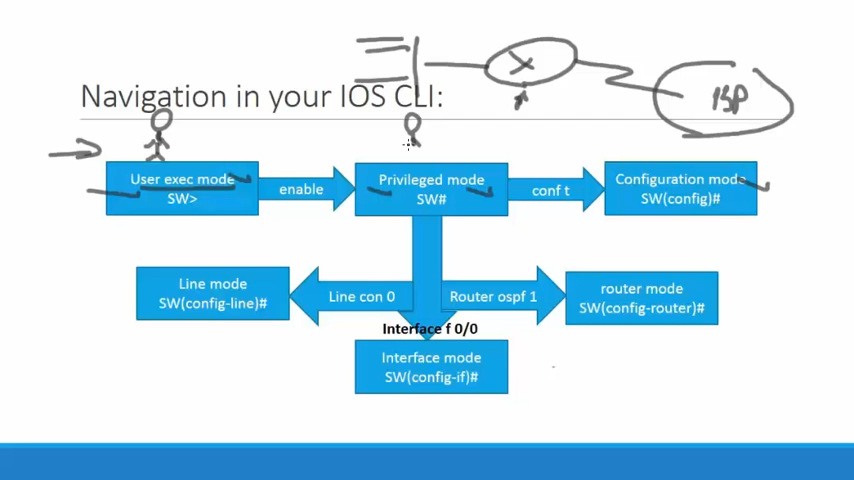 Navigation in your IOS CLI:
X
ISP
User exec mode
SW>
enable
Privileged mode
SW#
conf t
Configuration mode
SW(config)#
Line mode
SW(config-line)#
Line con 0
Router ospf 1
router mode
SW(config-router)#
Interface f 0/0
Interface mode
SW(config-if)#